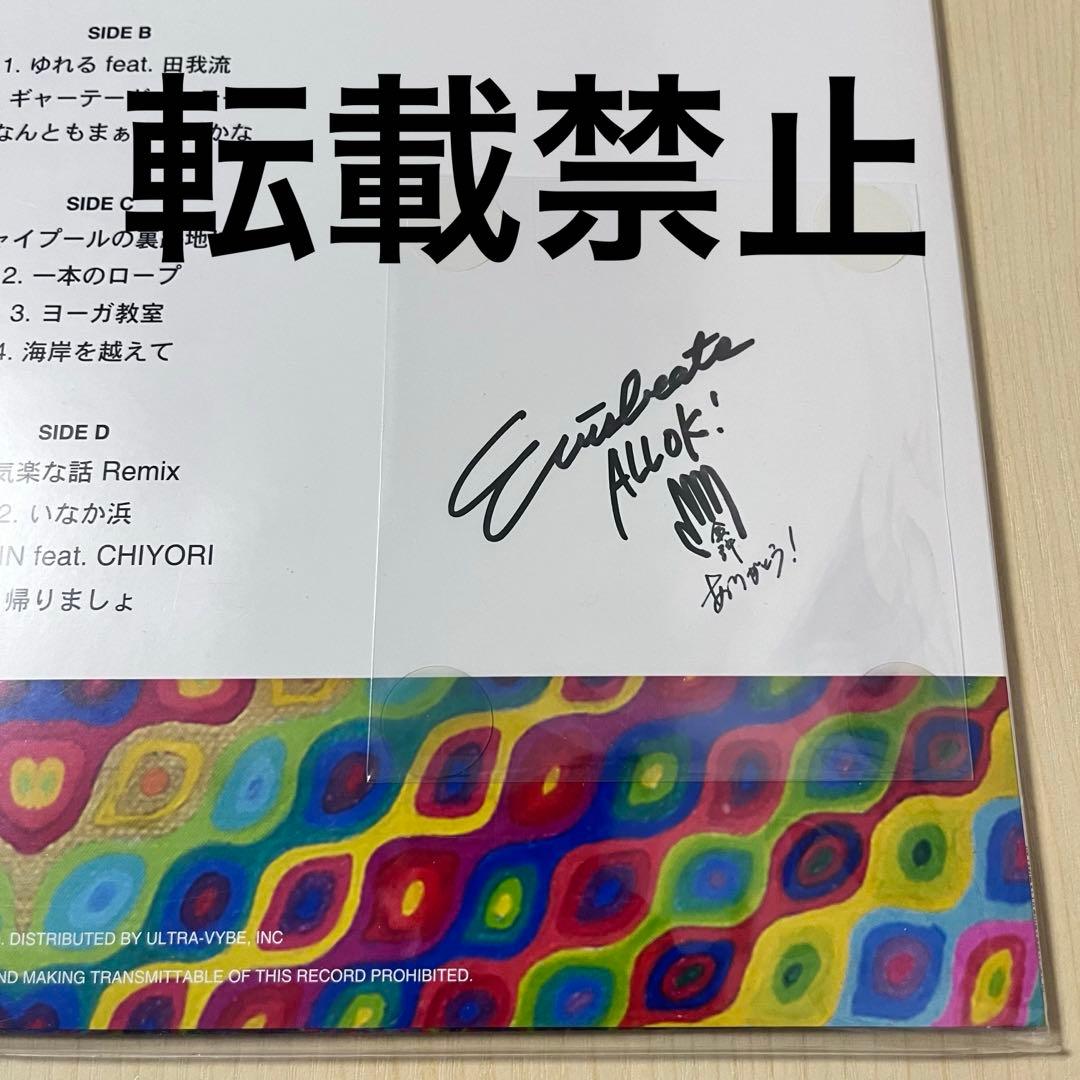 SIDE B
1. ゆれる feat. 田我流
ギャーテー
なんともまぁ かな
転載禁止
SIDE C
ャイプールの裏 地
2. 一本のロープ
3. ヨーガ教室
4. 海岸を越えて
SIDE D
気楽な話 Remix
2. いなか浜
IN feat. CHIYORI
帰りましょ
Evisbeats
ALL OK!
ありがとう!
. DISTRIBUTED BY ULTRA-VYBE, INC
ND MAKING TRANSMITTABLE OF THIS RECORD PROHIBITED.